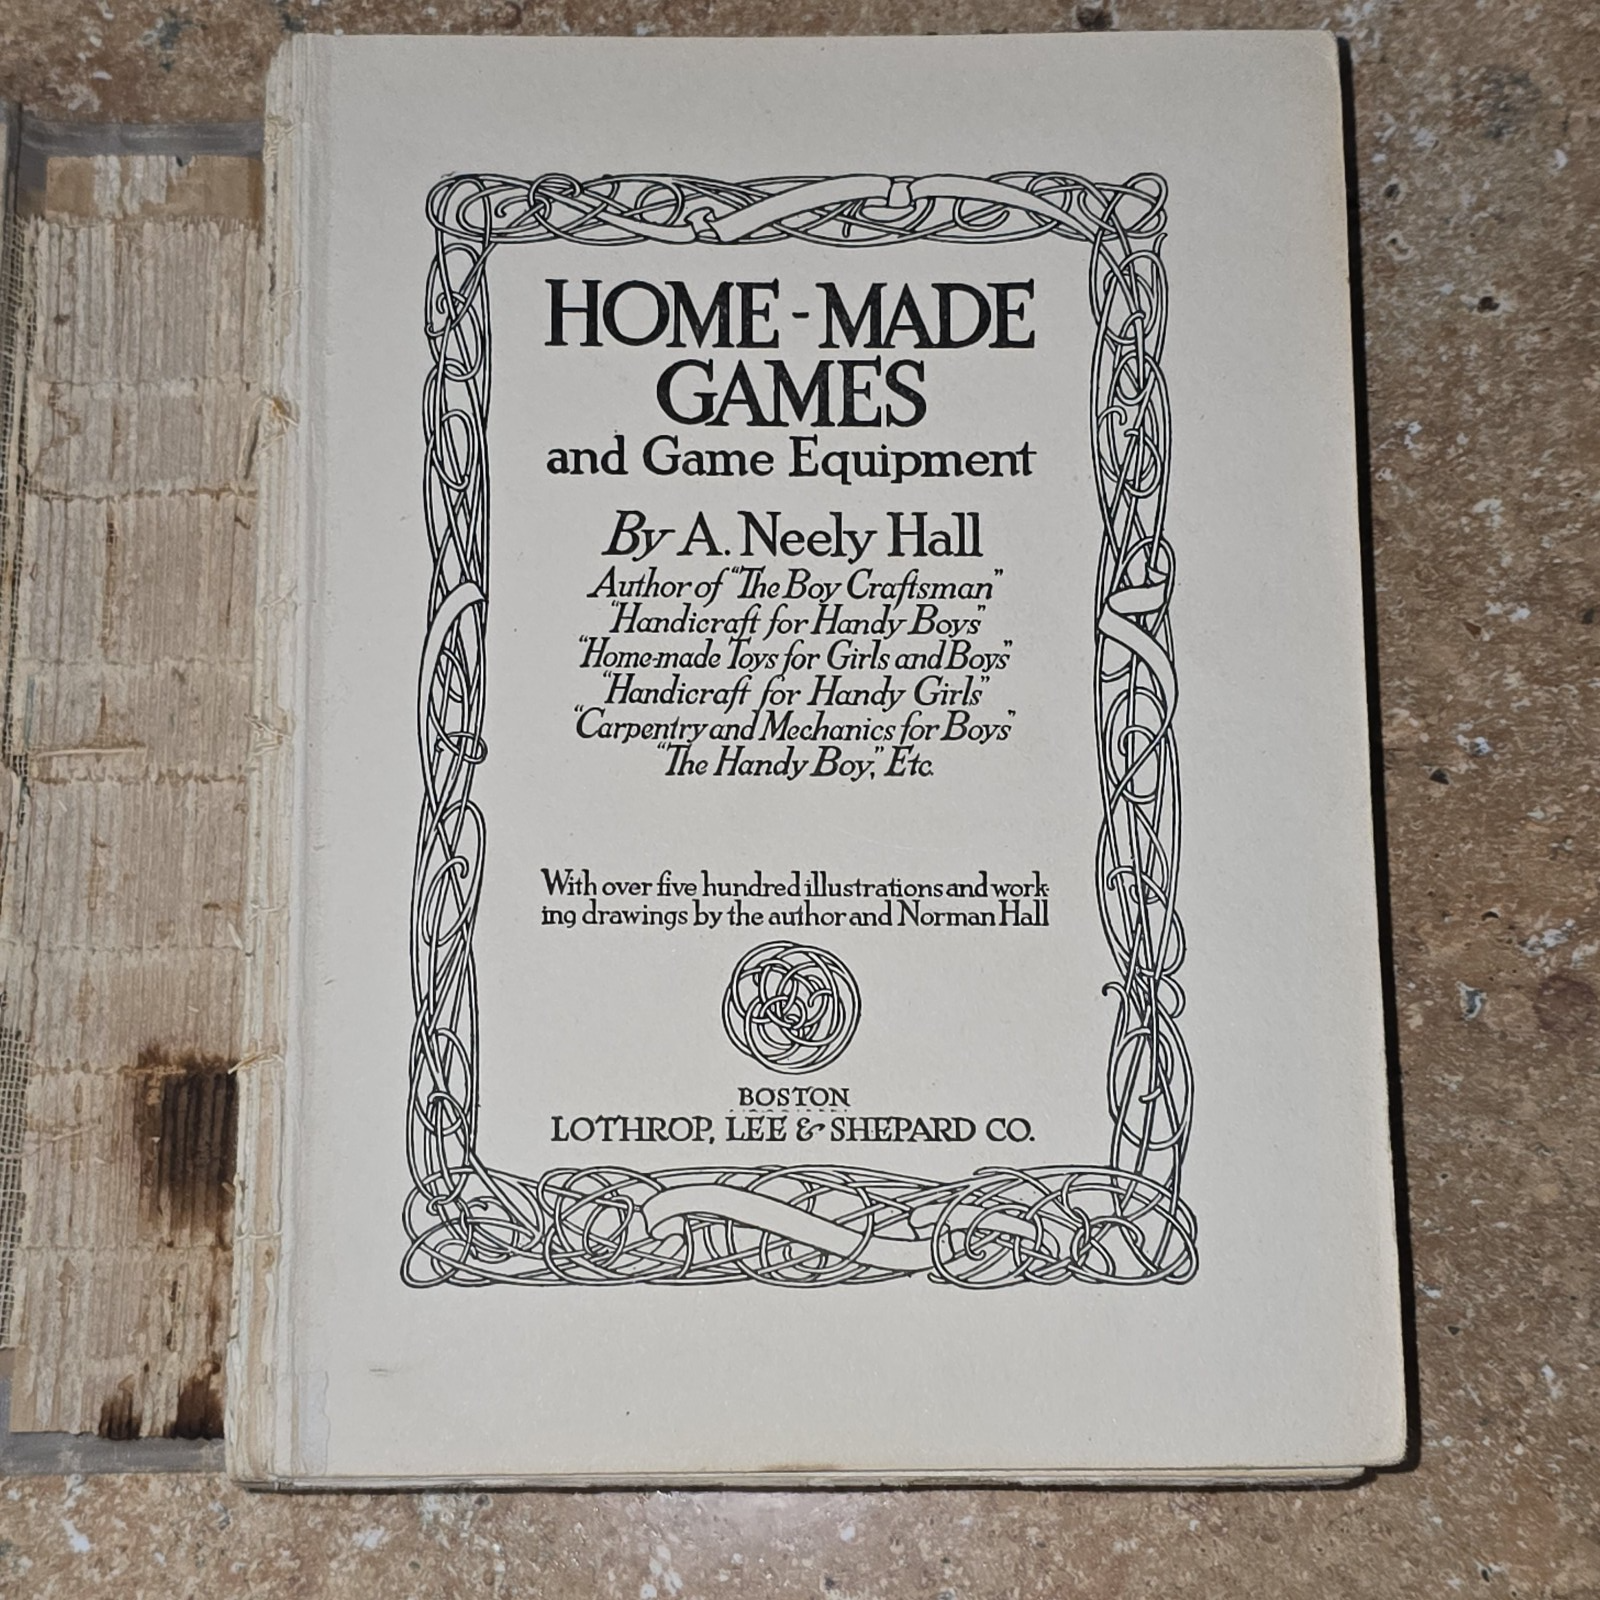 HOME-MADE
GAMES
and Game Equipment
By A. Neely Hall
Author of "The Boy Craftsman"
"Handicraft for Handy Boys"
"Home-made Toys for Girls and Boys"
"Handicraft for Handy Girls"
"Carpentry and Mechanics for Boys"
"The Handy Boy," Etc.
With over five hundred illustrations and work-
ing drawings by the author and Norman Hall
BOSTON
LOTHROP, LEE & SHEPARD CO.